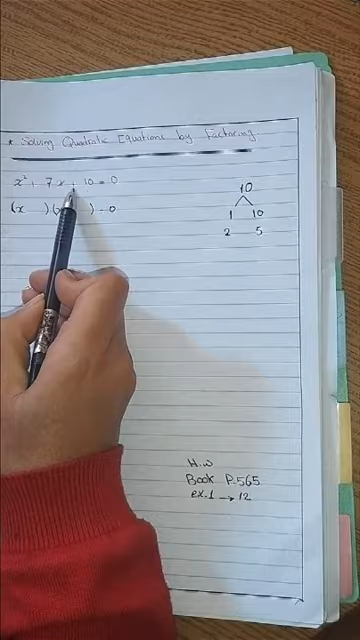 * Solving Quadratic Equations by Factoring
x² + 7x + 10 = 0
(x ) ( ) = 0
10
1 10
2 5
H.W
Book P.565
ex.1 → 12